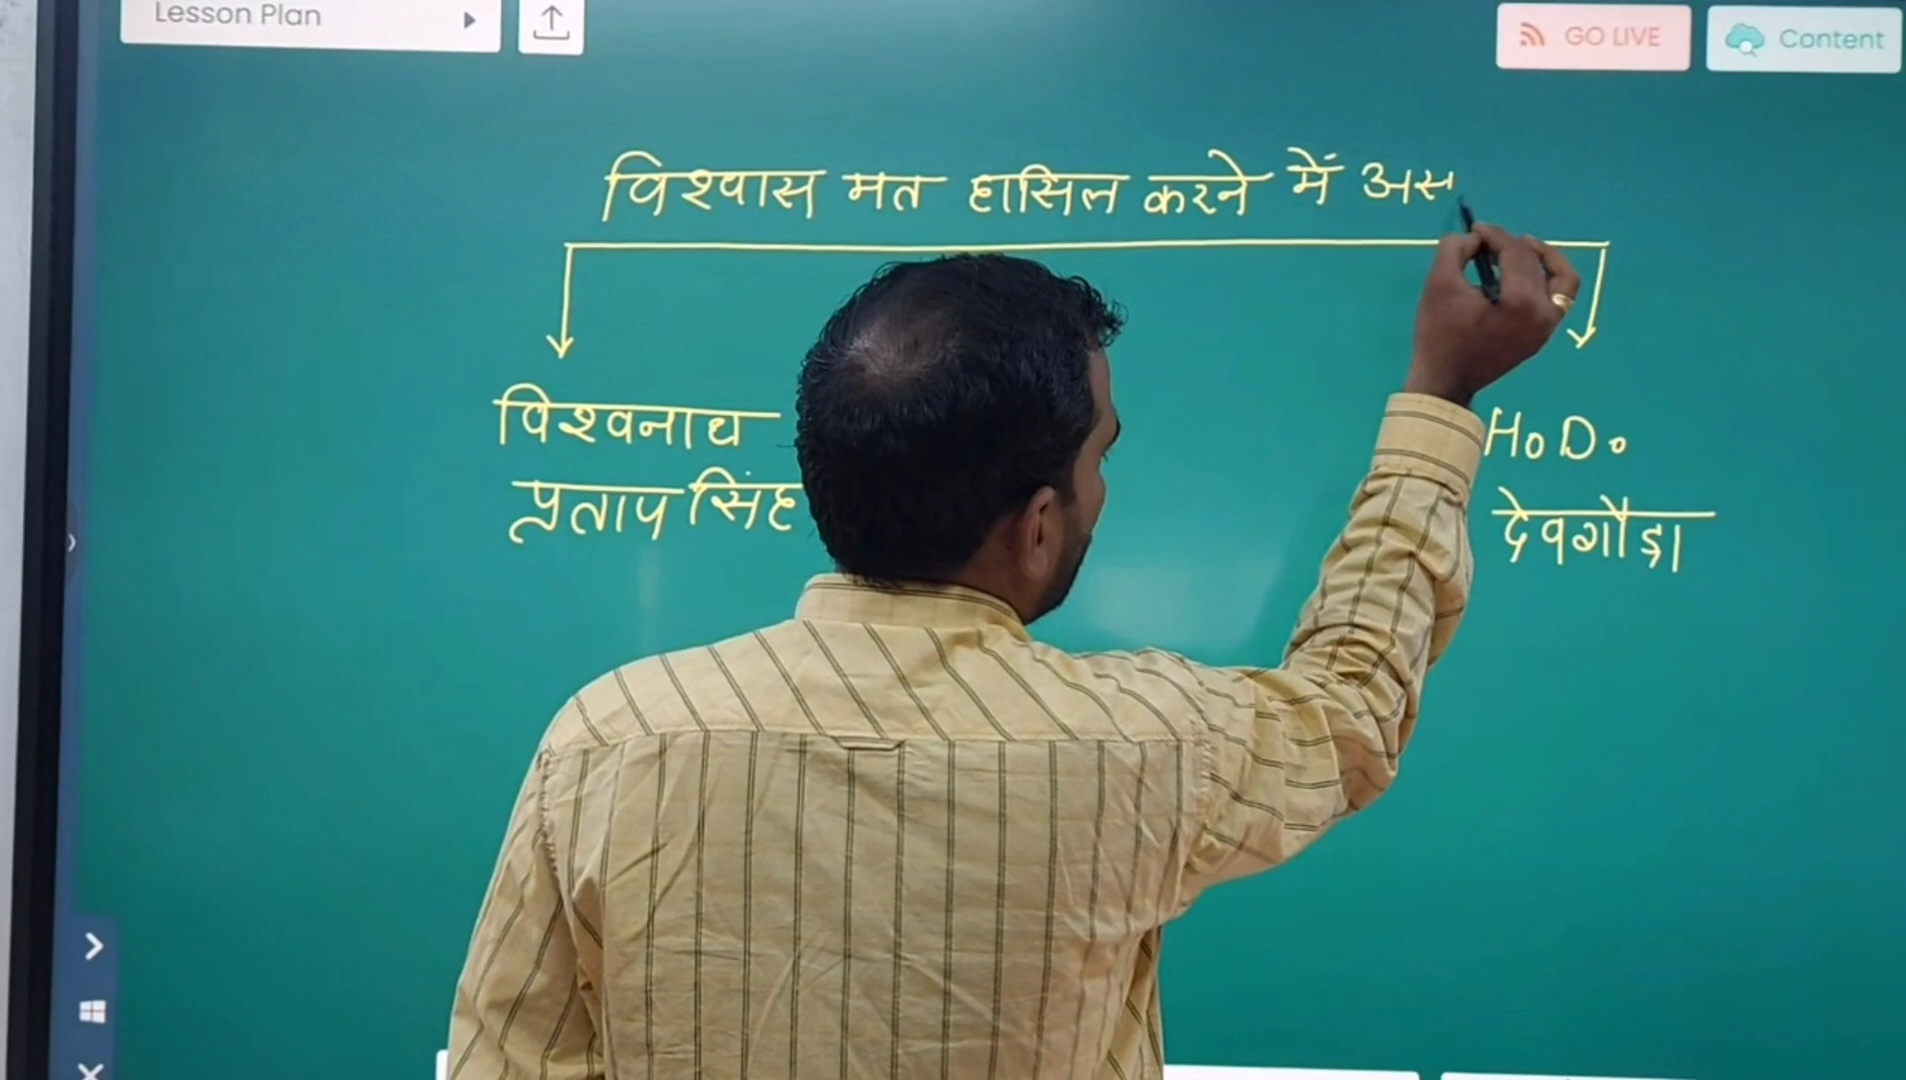 Lesson Plan
GO LIVE
Content
विश्वास मत हासिल करने में अस
विश्वनाथ
प्रताप सिंह
H. D.
देवगौड़ा